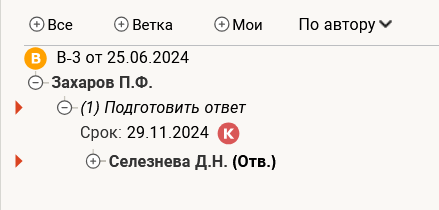 Все Ветка Мои По автору
В В-3 от 25.06.2024
Захаров П.Ф.
(1) Подготовить ответ
Срок: 29.11.2024 К
Селезнева Д.Н. (Отв.)